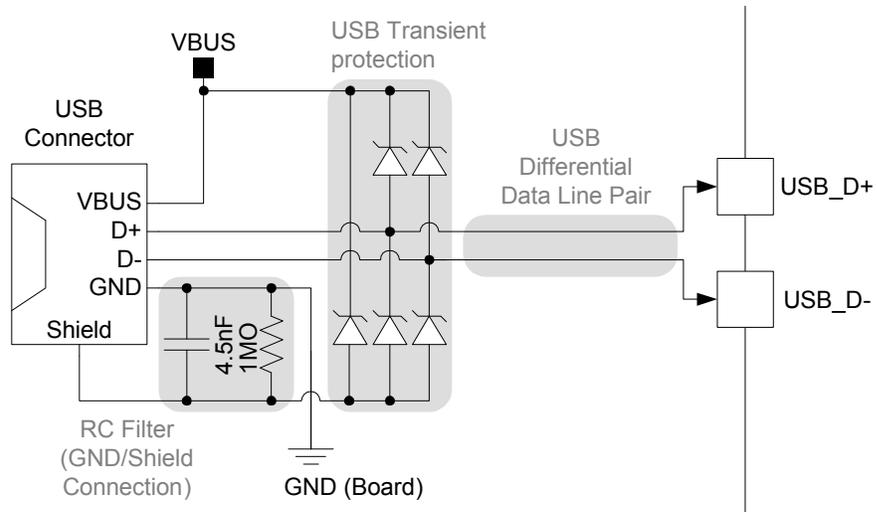 USB Transient
protection
VBUS
USB
Connector
USB
Differential
Data Line Pair
VBUS
D+
D-
GND
Shield
USB_D+
USB_D-
4.5nF
1MO
RC Filter
(GND/Shield
Connection)
GND (Board)